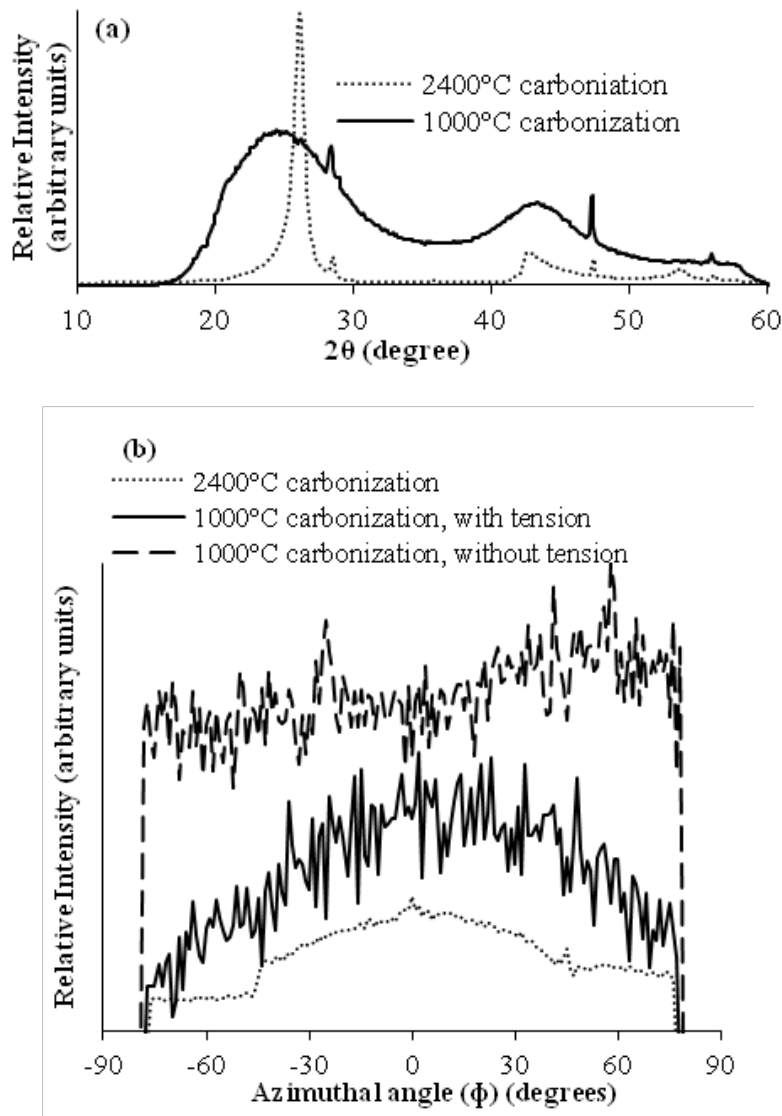 (a)
Relative Intensity
(arbitrary units)
2400°C carboniation
1000°C carbonization
10 20 30 40 50 60
2θ (degree)
(b)
2400°C carbonization
1000°C carbonization, with tension
1000°C carbonization, without tension
Relative Intensity (arbitrary units)
-90 -60 -30 0 30 60 90
Azimuthal angle (ϕ) (degrees)